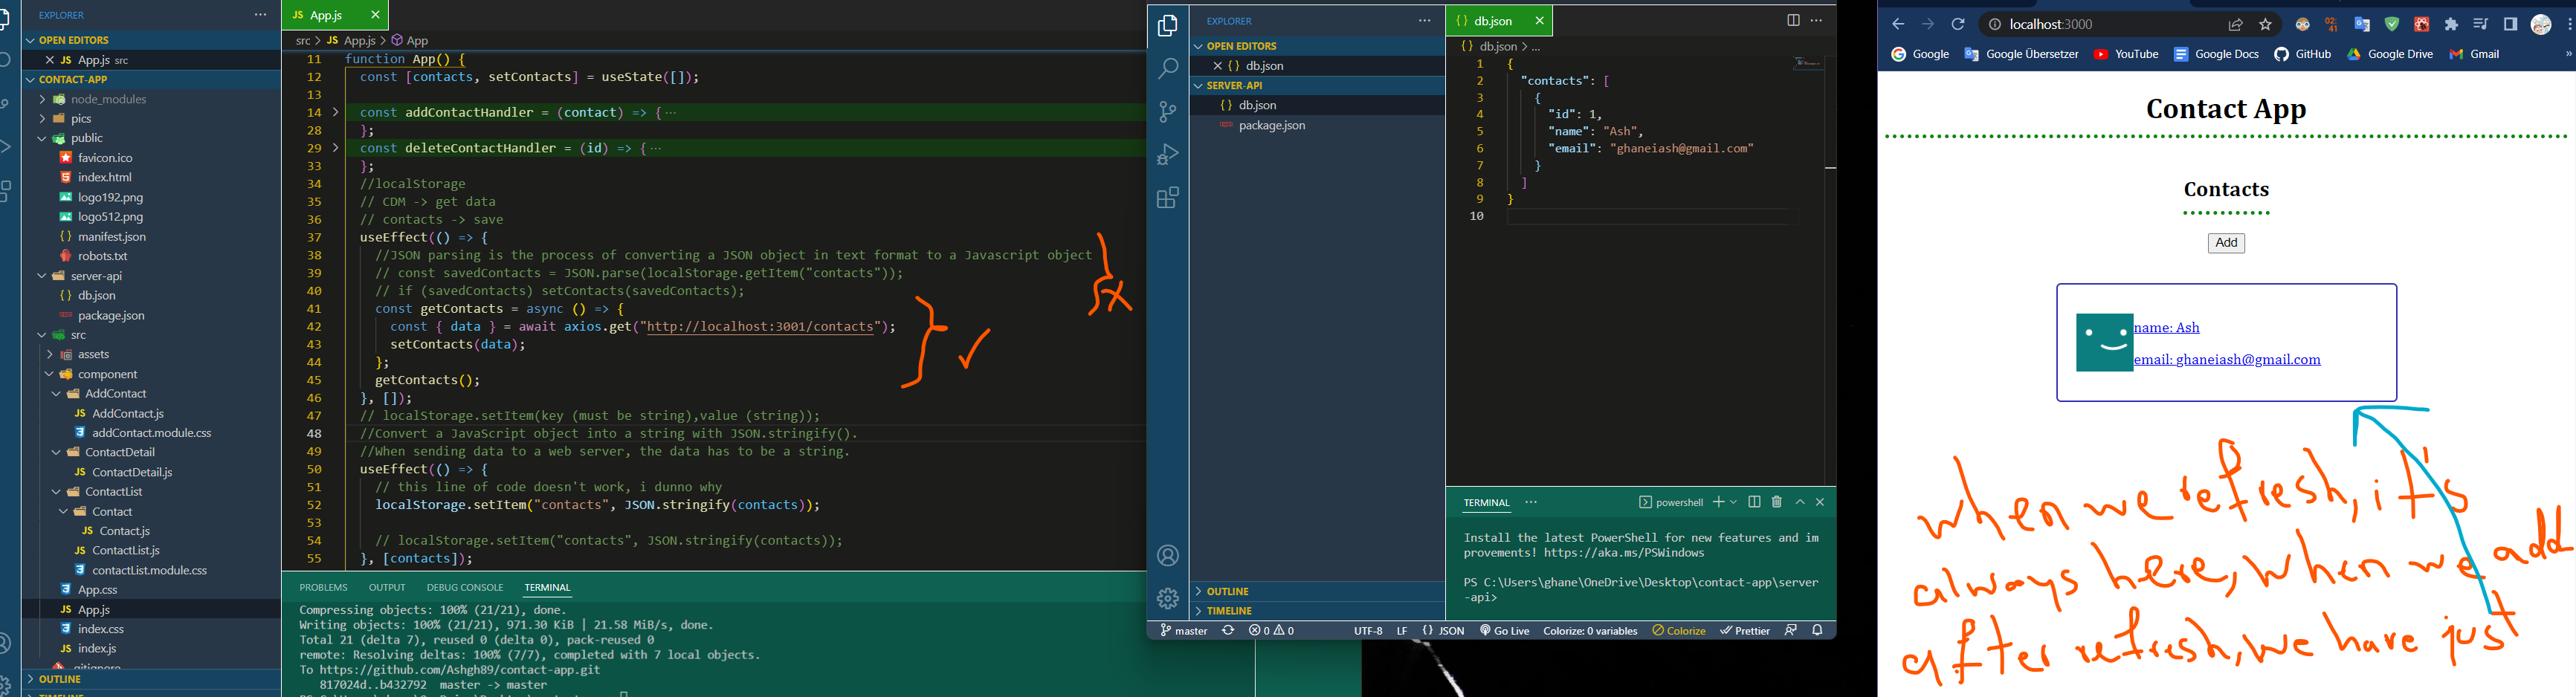 EXPLORER
OPEN EDITORS
App.js src
CONTACT-APP
node_modules
pics
public
favicon.ico
index.html
logo192.png
logo512.png
manifest.json
robots.txt
server-api
db.json
package.json
src
assets
component
AddContact
AddContact.js
addContact.module.css
ContactDetail
ContactDetail.js
ContactList
Contact
Contact.js
ContactList.js
contactList.module.css
App.css
App.js
index.css
index.js
.gitignore
OUTLINE
TIMELINE
JS App.js
src > JS App.js > App
11 function App() {
12 const [contacts, setContacts] = useState([]);
13
14 const addContactHandler = (contact) => { ...
28 };
29 const deleteContactHandler = (id) => { ...
33 };
34 //localStorage
35 // CDM -> get data
36 // contacts -> save
37 useEffect(() => {
38 //JSON parsing is the process of converting a JSON object in text format to a Javascript object
39 // const savedContacts = JSON.parse(localStorage.getItem("contacts"));
40 // if (savedContacts) setContacts(savedContacts);
41 const getContacts = async () => {
42 const { data } = await axios.get("http://localhost:3001/contacts");
43 setContacts(data);
44 };
45 getContacts();
46 }, []);
47 // localStorage.setItem(key (must be string),value (string));
48 //Convert a JavaScript object into a string with JSON.stringify().
49 //When sending data to a web server, the data has to be a string.
50 useEffect(() => {
51 // this line of code doesn't work, i dunno why
52 localStorage.setItem("contacts", JSON.stringify(contacts));
53
54 // localStorage.setItem("contacts", JSON.stringify(contacts));
55 }, [contacts]);
PROBLEMS OUTPUT DEBUG CONSOLE TERMINAL
Compressing objects: 100% (21/21), done.
Writing objects: 100% (21/21), 971.30 KiB | 21.58 MiB/s, done.
Total 21 (delta 7), reused 0 (delta 0), pack-reused 0
remote: Resolving deltas: 100% (7/7), completed with 7 local objects.
To https://github.com/Ashgh89/contact-app.git
817024d..b432792 master -> master
EXPLORER
OPEN EDITORS
db.json
SERVER-API
db.json
package.json
OUTLINE
TIMELINE
db.json
db.json > ...
1 {
2 "contacts": [
3 {
4 "id": 1,
5 "name": "Ash",
6 "email": "ghaneiash@gmail.com"
7 }
8 ]
9 }
10
TERMINAL powershell
Install the latest PowerShell for new features and im
provements! https://aka.ms/PSWindows
PS C:\Users\ghane\OneDrive\Desktop\contact-app\server
-api>
master 0 0 UTF-8 LF {} JSON Go Live Colorize: 0 variables Colorize Prettier
localhost:3000
Google Google Übersetzer YouTube Google Docs GitHub Google Drive Gmail
Contact App
Contacts
Add
name: Ash
email: ghaneiash@gmail.com
when we refresh, it's
always here, when we add
after refresh, we have just